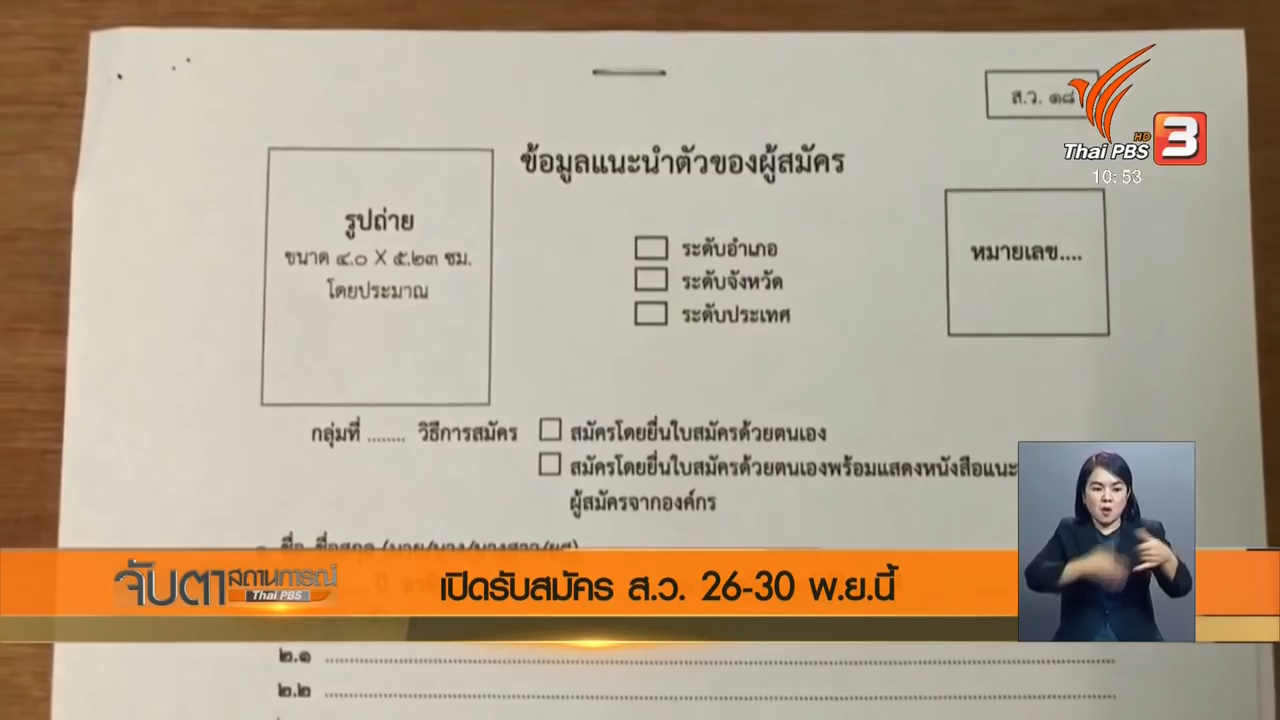 ส.ว. ๑๘
HD
Thai PBS 3
10:53
ข้อมูลแนะนำตัวของผู้สมัคร
รูปถ่าย
ขนาด ๔.๐ X ๕.๒๓ ซม.
โดยประมาณ
ระดับอำเภอ
ระดับจังหวัด
ระดับประเทศ
หมายเลข....
กลุ่มที่ ........ วิธีการสมัคร
สมัครโดยยื่นใบสมัครด้วยตนเอง
สมัครโดยยื่นใบสมัครด้วยตนเองพร้อมแสดงหนังสือแนะ
ผู้สมัครจากองค์กร
จับตา สถานการณ์
Thai PBS
เปิดรับสมัคร ส.ว. 26-30 พ.ย.นี้
๒.๑
๒.๒